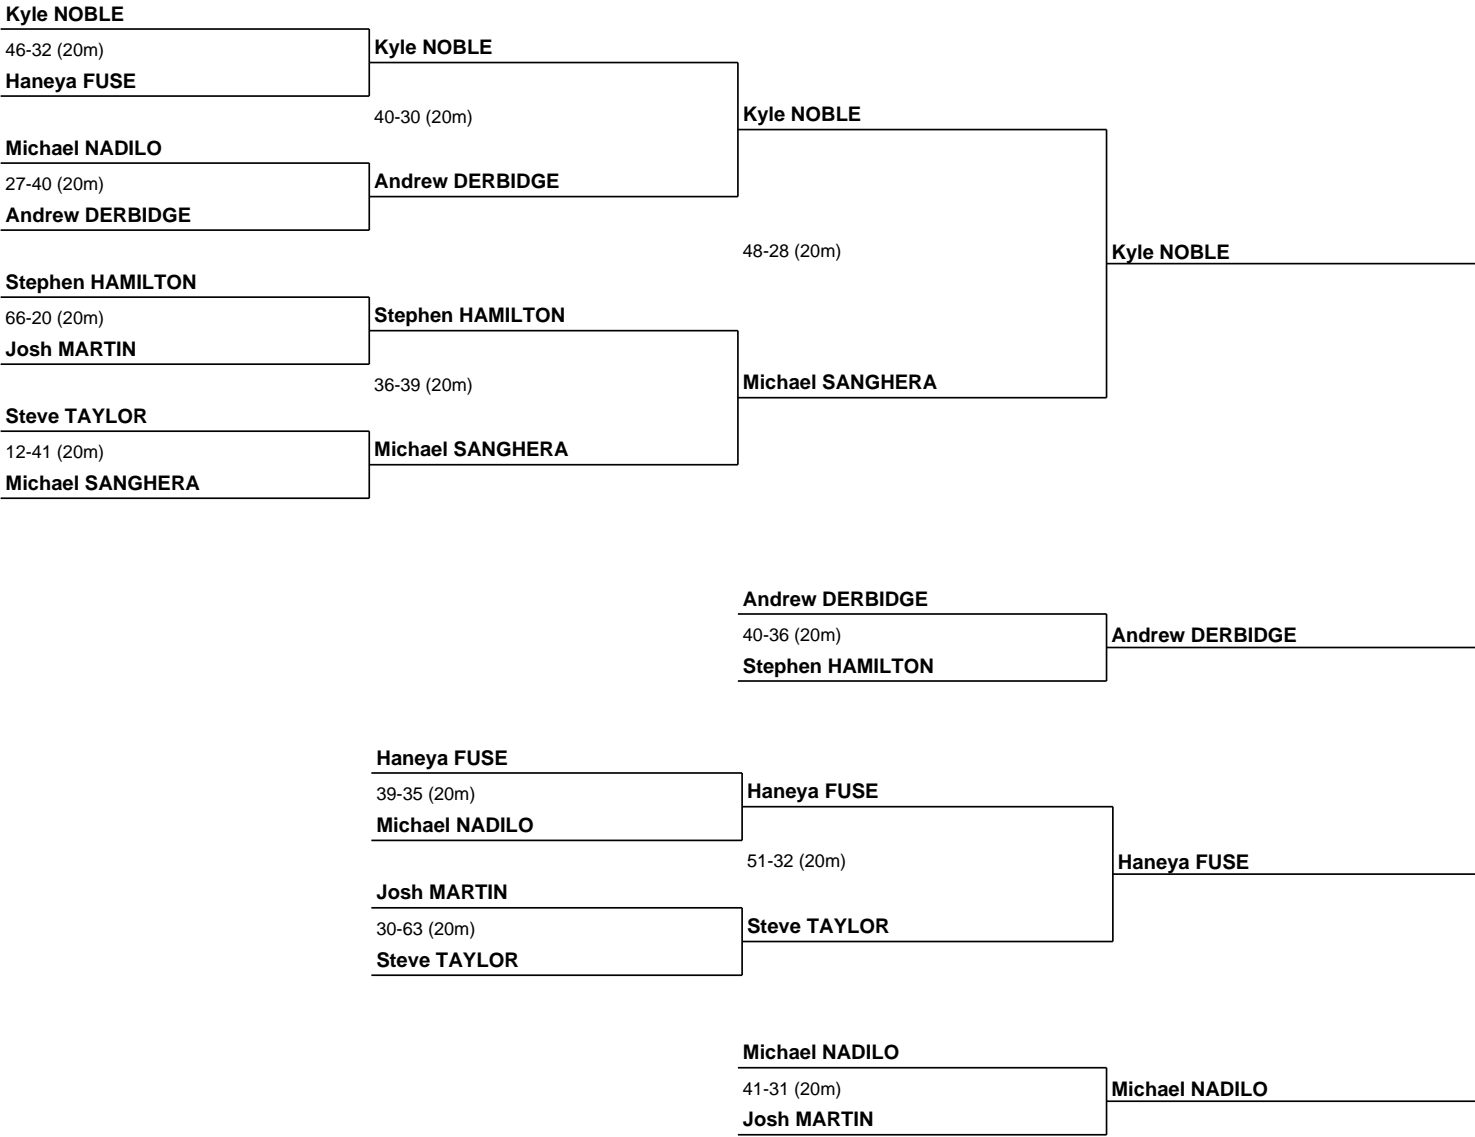 Kyle NOBLE
46-32 (20m)
Haneya FUSE
Kyle NOBLE
40-30 (20m)
Michael NADILO
27-40 (20m)
Andrew DERBIDGE
Andrew DERBIDGE
Kyle NOBLE
48-28 (20m)
Kyle NOBLE
Stephen HAMILTON
66-20 (20m)
Josh MARTIN
Stephen HAMILTON
36-39 (20m)
Steve TAYLOR
12-41 (20m)
Michael SANGHERA
Michael SANGHERA
Michael SANGHERA
Andrew DERBIDGE
40-36 (20m)
Stephen HAMILTON
Andrew DERBIDGE
Haneya FUSE
39-35 (20m)
Michael NADILO
Haneya FUSE
51-32 (20m)
Haneya FUSE
Josh MARTIN
30-63 (20m)
Steve TAYLOR
Steve TAYLOR
Michael NADILO
41-31 (20m)
Josh MARTIN
Michael NADILO